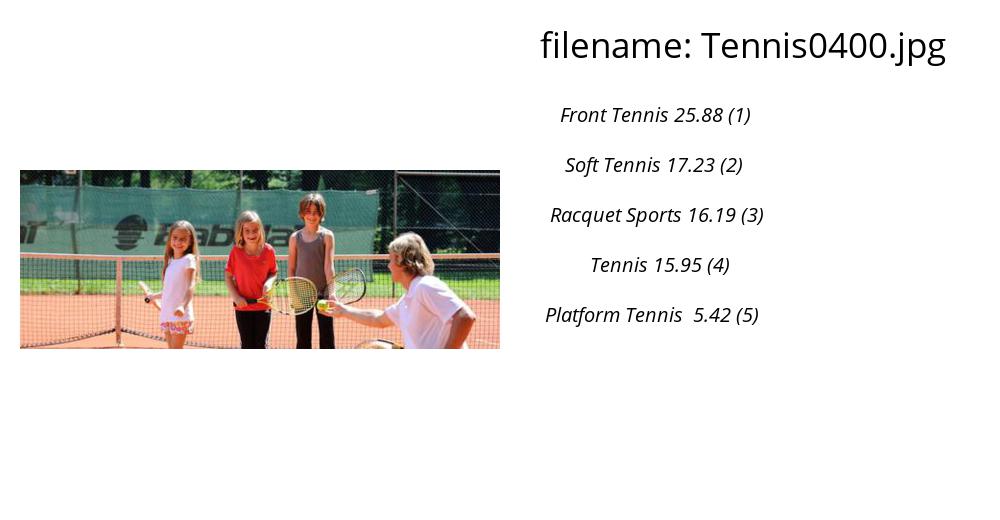 filename: Tennis0400.jpg
Front Tennis 25.88 (1)
Soft Tennis 17.23 (2)
Racquet Sports 16.19 (3)
Tennis 15.95 (4)
Platform Tennis 5.42 (5)